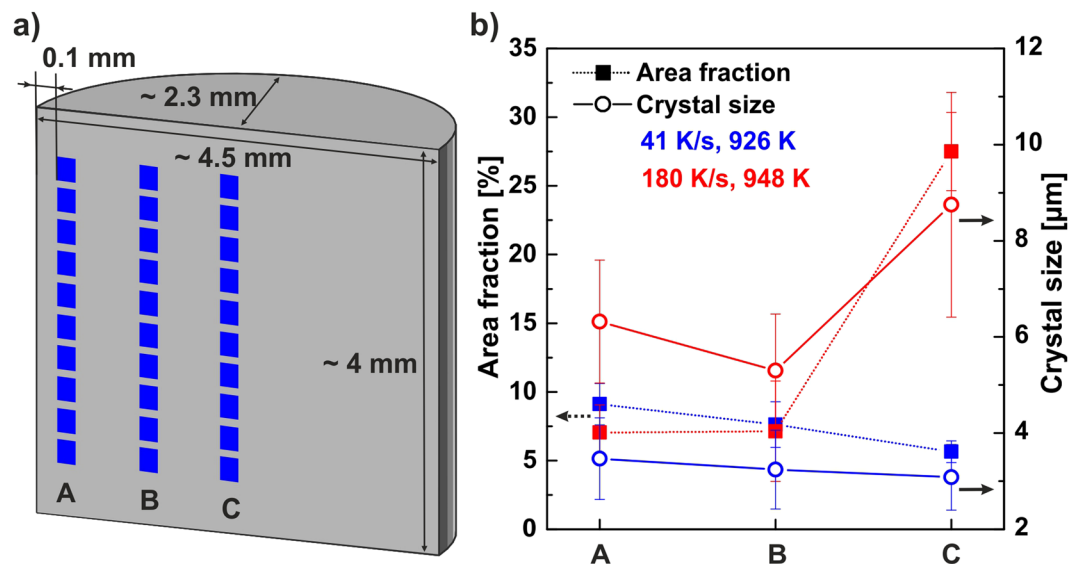 a)
0.1 mm
~ 2.3 mm
~ 4.5 mm
~ 4 mm
A
B
C
b)
35
30
25
20
15
10
5
0
Area fraction [%]
Area fraction
Crystal size
41 K/s, 926 K
180 K/s, 948 K
12
10
8
6
4
2
Crystal size [µm]
A
B
C